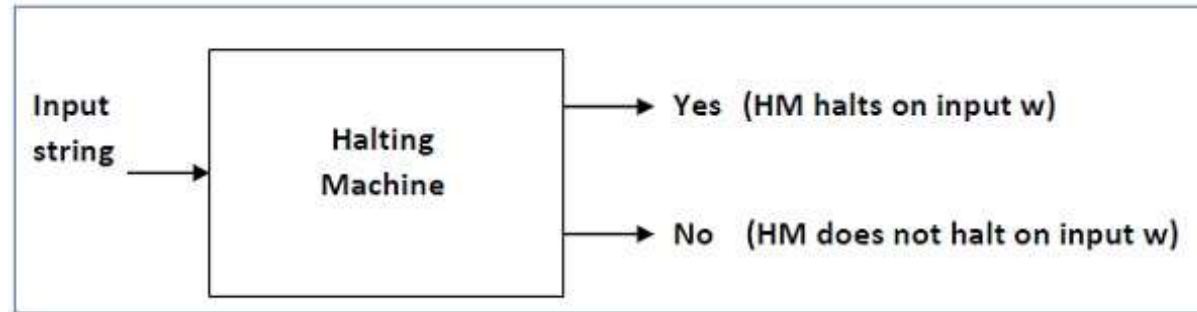 Input
string
Halting
Machine
Yes (HM halts on input w)
No (HM does not halt on input w)